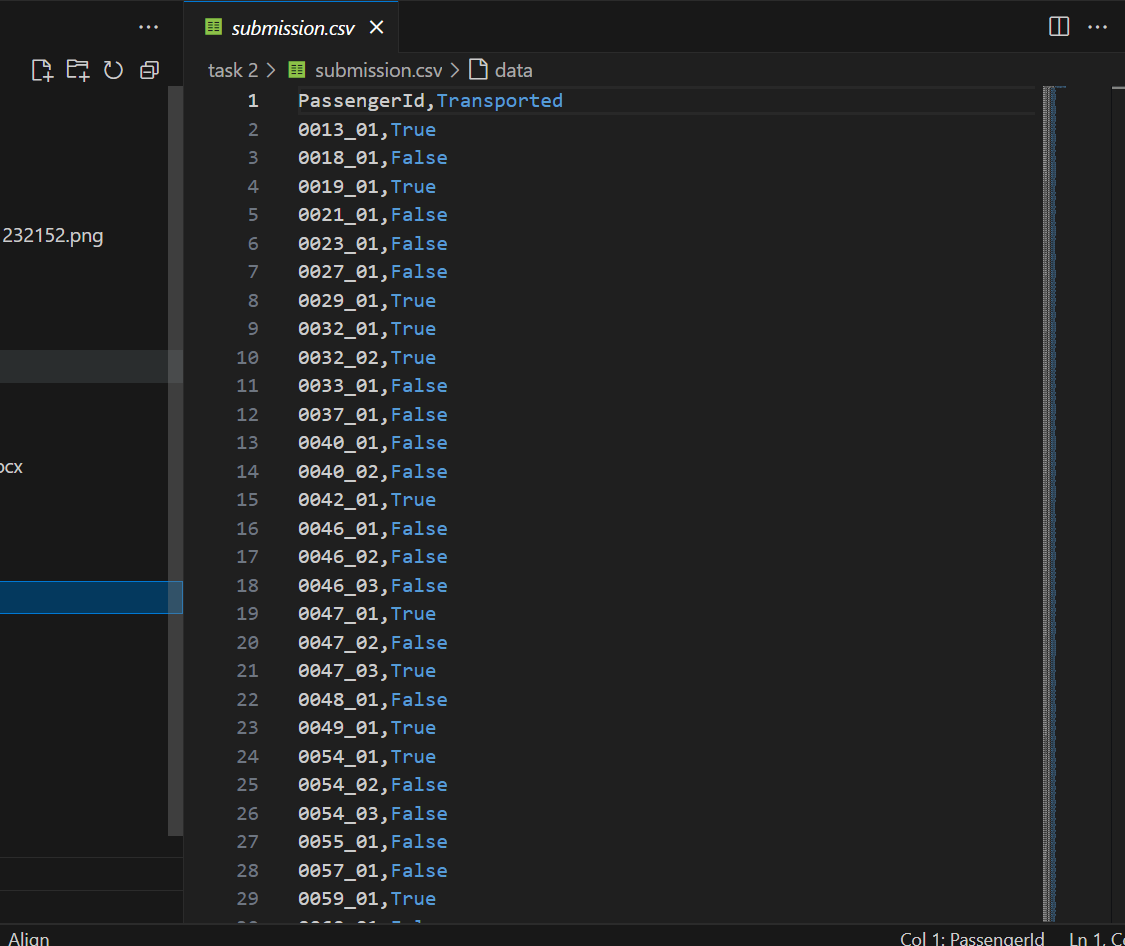 submission.csv
task 2 > submission.csv > data
232152.png
ocx
1 PassengerId,Transported
2 0013_01,True
3 0018_01,False
4 0019_01,True
5 0021_01,False
6 0023_01,False
7 0027_01,False
8 0029_01,True
9 0032_01,True
10 0032_02,True
11 0033_01,False
12 0037_01,False
13 0040_01,False
14 0040_02,False
15 0042_01,True
16 0046_01,False
17 0046_02,False
18 0046_03,False
19 0047_01,True
20 0047_02,False
21 0047_03,True
22 0048_01,False
23 0049_01,True
24 0054_01,True
25 0054_02,False
26 0054_03,False
27 0055_01,False
28 0057_01,False
29 0059_01,True
Align
Col 1: PassengerId Ln 1, C